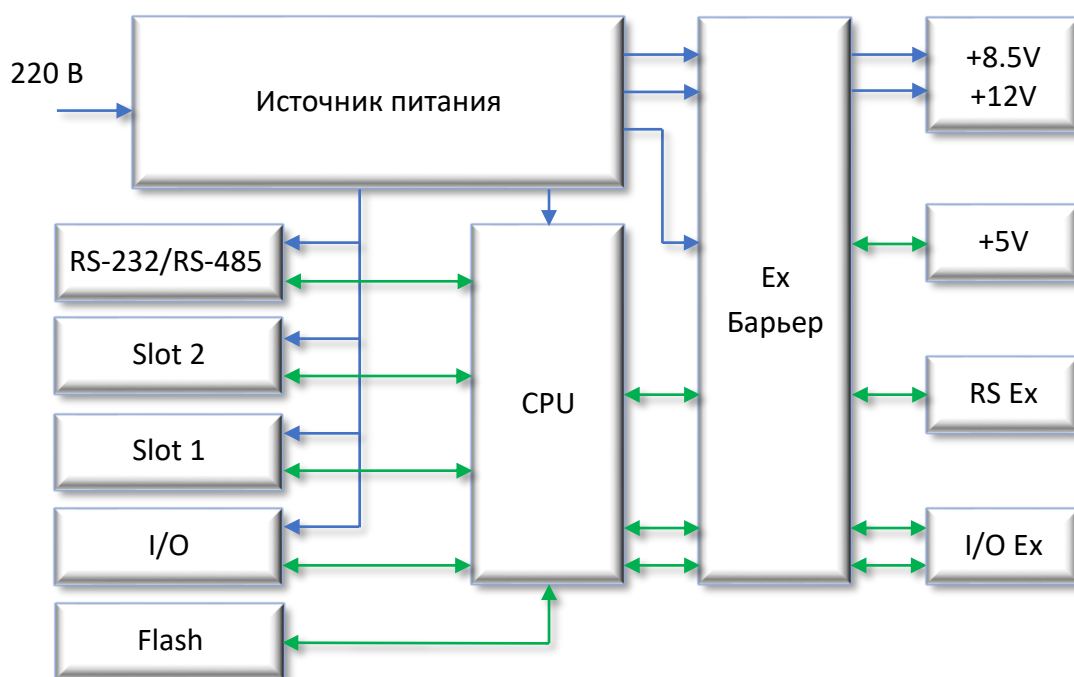 220 В
Источник питания
+8.5V
+12V
RS-232/RS-485
+5V
Ex
Барьер
Slot 2
CPU
RS Ex
Slot 1
I/O
I/O Ex
Flash